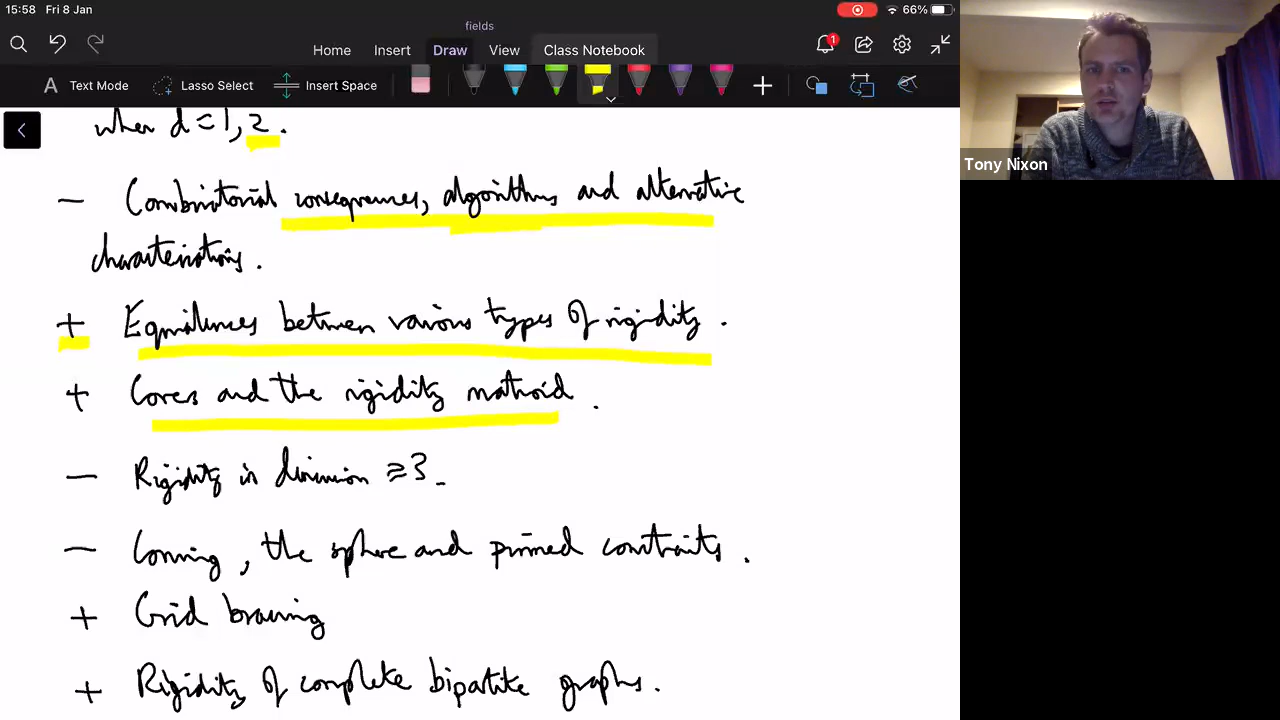 15:58 Fri 8 Jan
66%
fields
Home Insert Draw View Class Notebook
1
A Text Mode Lasso Select Insert Space
Tony Nixon
when d = 1, 2.
- Combinatorial consequences, algorithms and alternative
characterisations.
+ Equivalences between various types of rigidity.
+ Cores and the rigidity matroid.
- Rigidity in dimension ≥ 3.
- Coning, the sphere and pinned constraints.
+ Grid bracing
+ Rigidity of complete bipartite graphs.